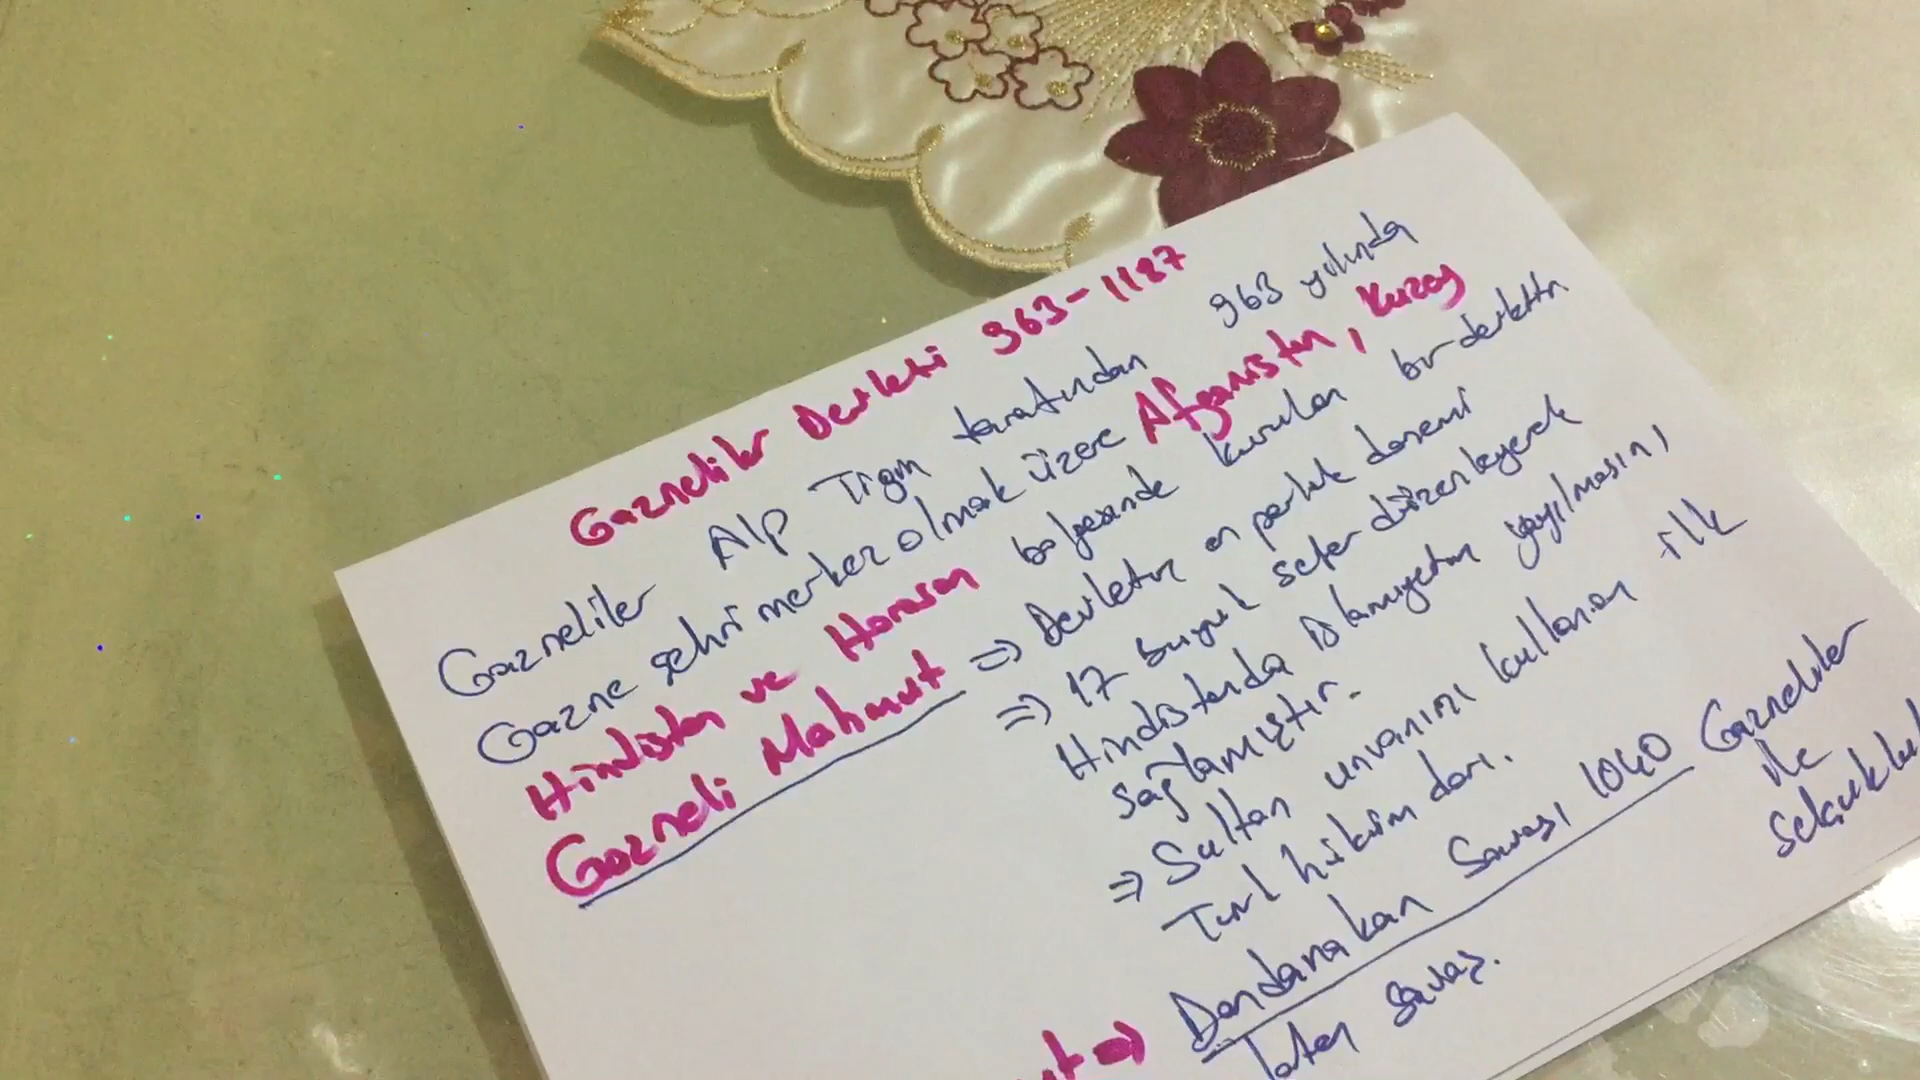 Gazneliler Devleti 963-1187
Gazneliler Alp Tigin tarafından 963 yılında
Gazne şehri merkez olmak üzere Afganistan, Kuzey
Hindistan ve Horasan bölgesinde kurulan bir devlettir
Gazneli Mahmut => Devletin en parlak dönemi
=> 17 büyük sefer düzenleyerek
Hindistanda İslamiyetin yayılmasını
sağlamıştır.
=> Sultan unvanını kullanan ilk
Türk hükümdarı.
Dandanakan Savaşı 1040 Gazneliler
ile
Selçuklul
savaş.